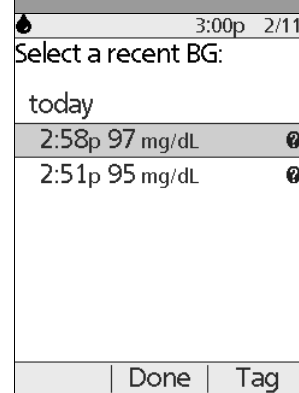 3:00p 2/11
Select a recent BG:
today
2:58p 97 mg/dL ?
2:51p 95 mg/dL ?
Done Tag